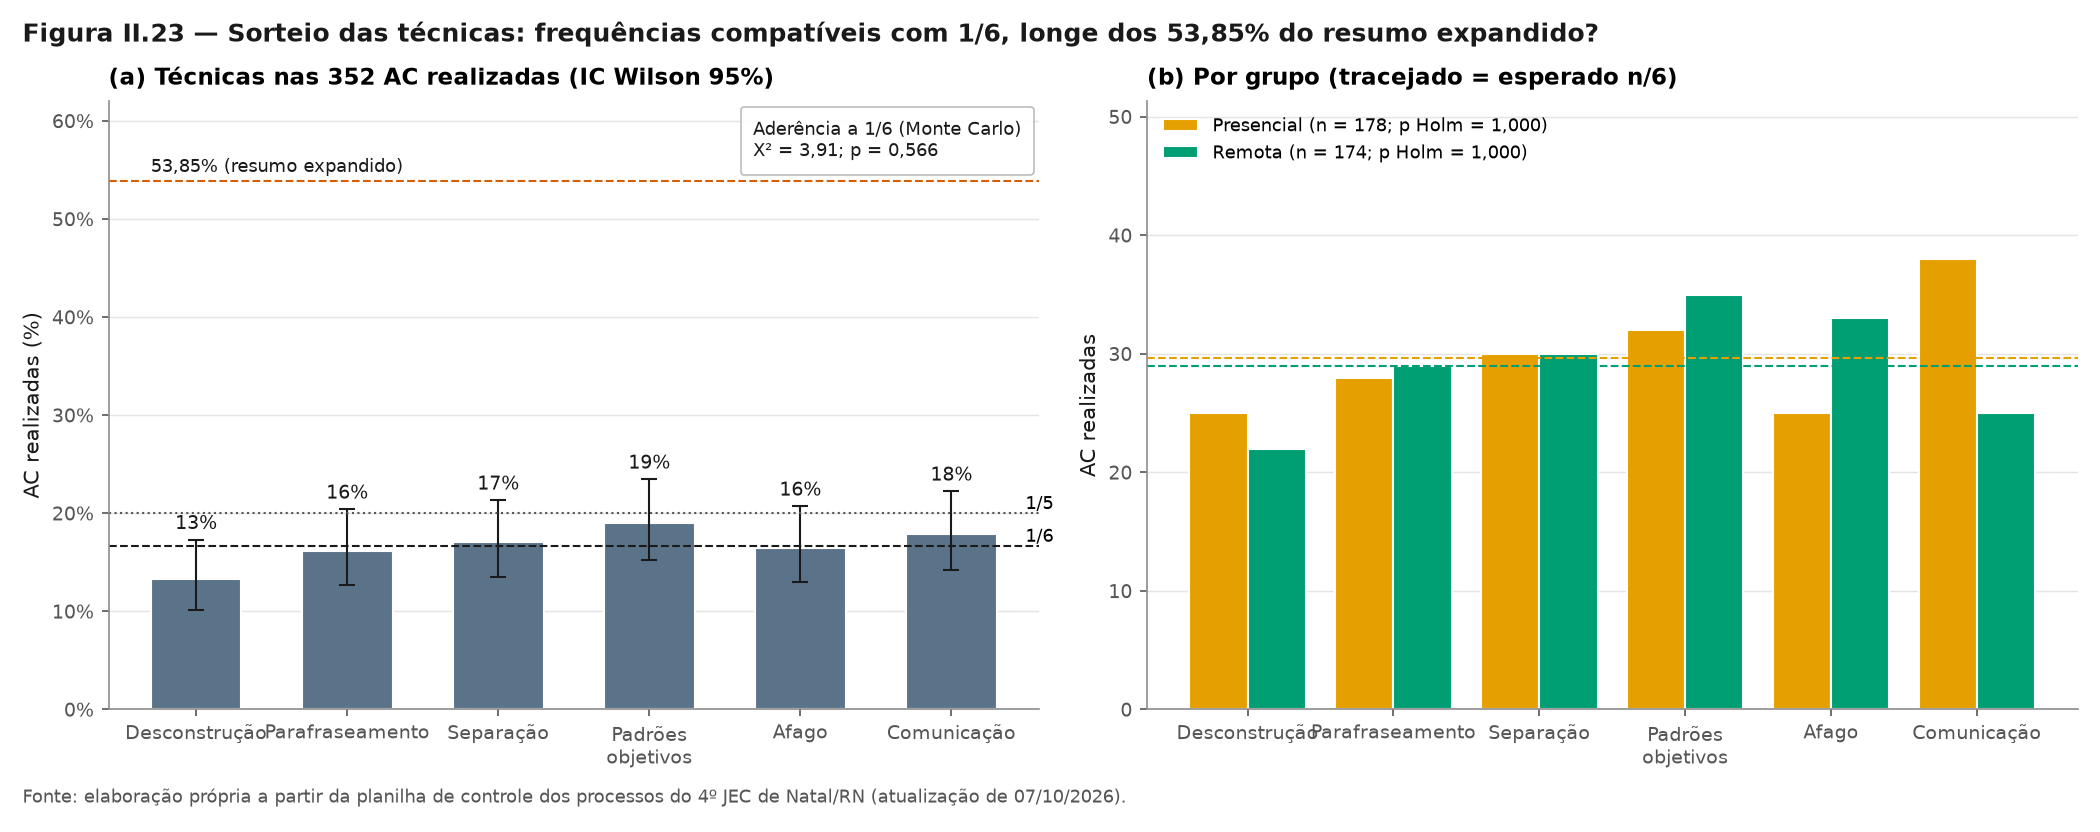 Figura II.23 — Sorteio das técnicas: frequências compatíveis com 1/6, longe dos 53,85% do resumo expandido?
(a) Técnicas nas 352 AC realizadas (IC Wilson 95%)
AC realizadas (%)
60%
50%
40%
30%
20%
10%
0%
53,85% (resumo expandido)
Aderência a 1/6 (Monte Carlo)
X² = 3,91; p = 0,566
13%
16%
17%
19%
16%
18%
1/5
1/6
Desconstrução
Parafraseamento
Separação
Padrões
objetivos
Afago
Comunicação
(b) Por grupo (tracejado = esperado n/6)
AC realizadas
50
40
30
20
10
0
Presencial (n = 178; p Holm = 1,000)
Remota (n = 174; p Holm = 1,000)
Desconstrução
Parafraseamento
Separação
Padrões
objetivos
Afago
Comunicação
Fonte: elaboração própria a partir da planilha de controle dos processos do 4º JEC de Natal/RN (atualização de 07/10/2026).